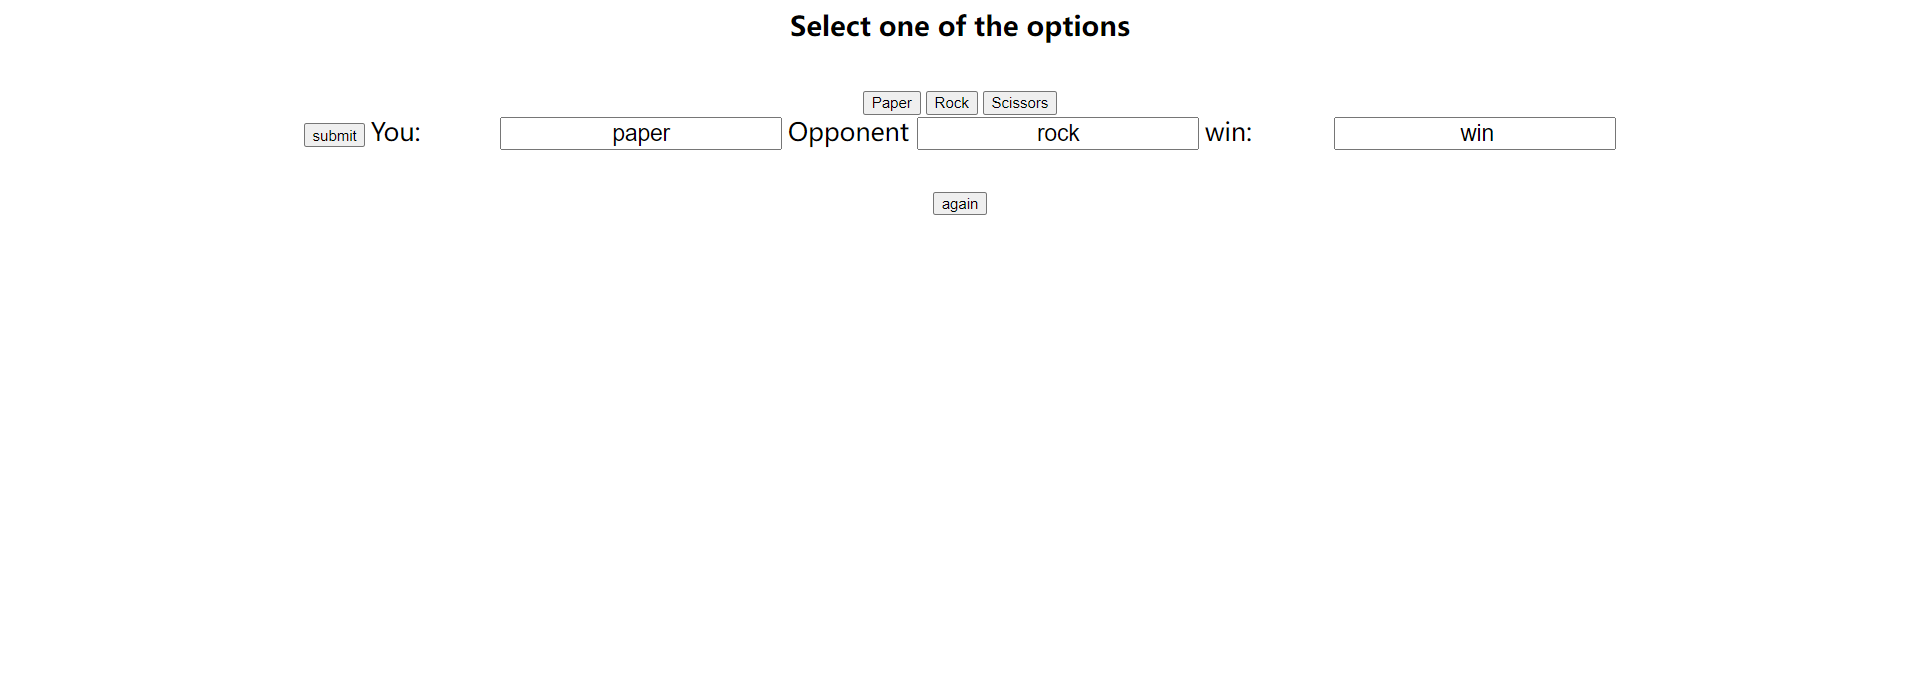 Select one of the options
Paper Rock Scissors
submit You: paper Opponent rock win: win
again